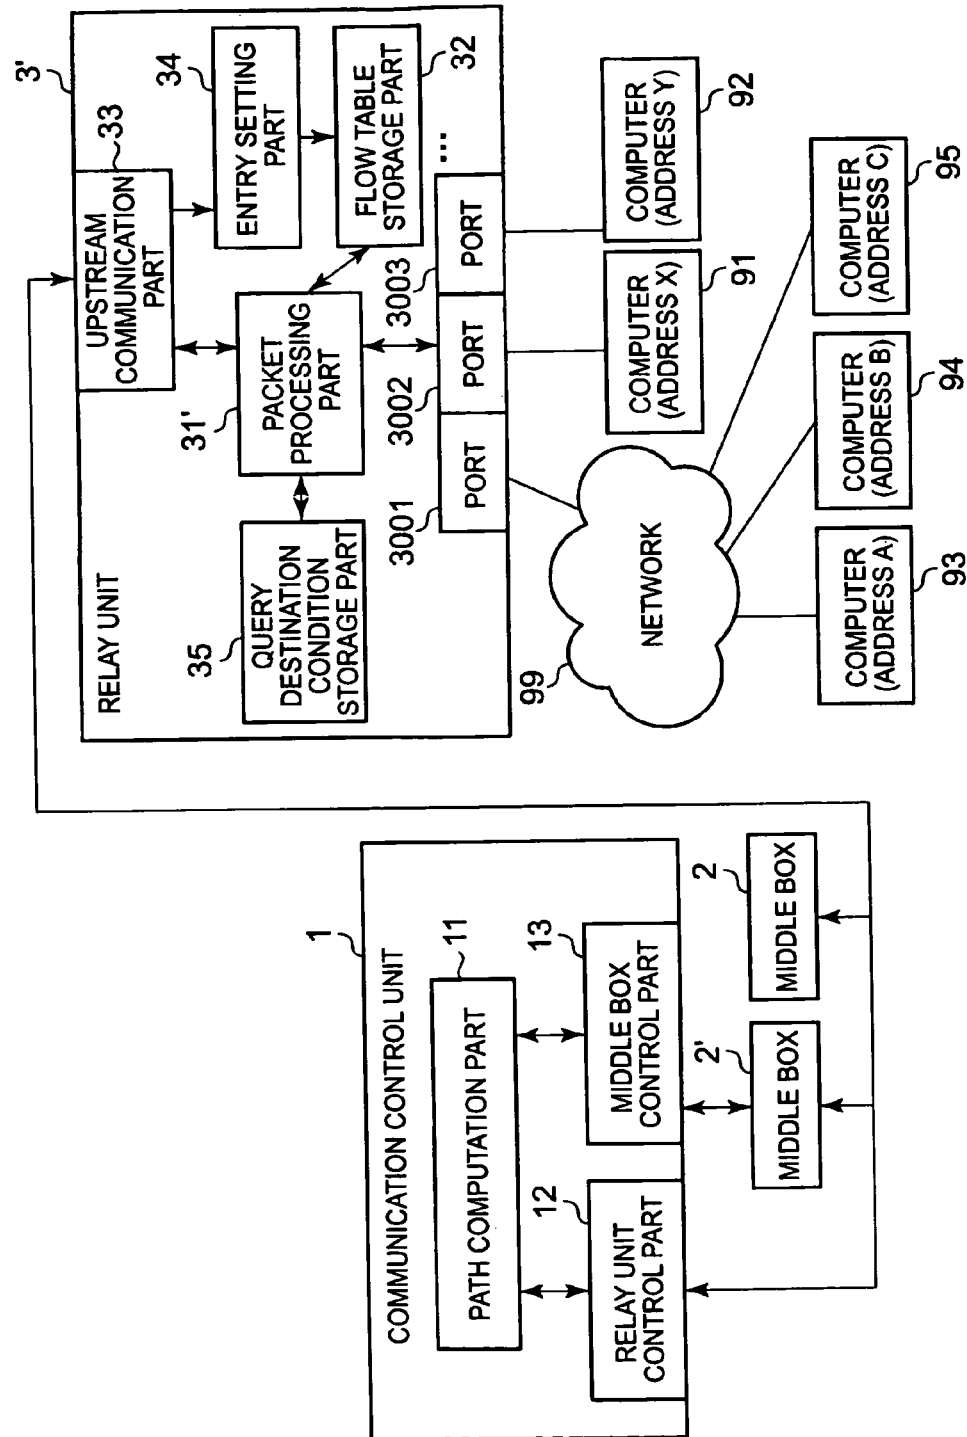 1
COMMUNICATION CONTROL UNIT
11
PATH COMPUTATION PART
12
RELAY UNIT
CONTROL PART
13
MIDDLE BOX
CONTROL PART
2'
MIDDLE BOX
2
MIDDLE BOX
3'
RELAY UNIT
33
UPSTREAM
COMMUNICATION
PART
34
ENTRY SETTING
PART
35
QUERY
DESTINATION
CONDITION
STORAGE PART
31'
PACKET
PROCESSING
PART
32
FLOW TABLE
STORAGE PART
3001
PORT
3002
PORT
3003
PORT
...
99
NETWORK
COMPUTER
(ADDRESS X)
91
COMPUTER
(ADDRESS Y)
92
COMPUTER
(ADDRESS A)
93
COMPUTER
(ADDRESS B)
94
COMPUTER
(ADDRESS C)
95